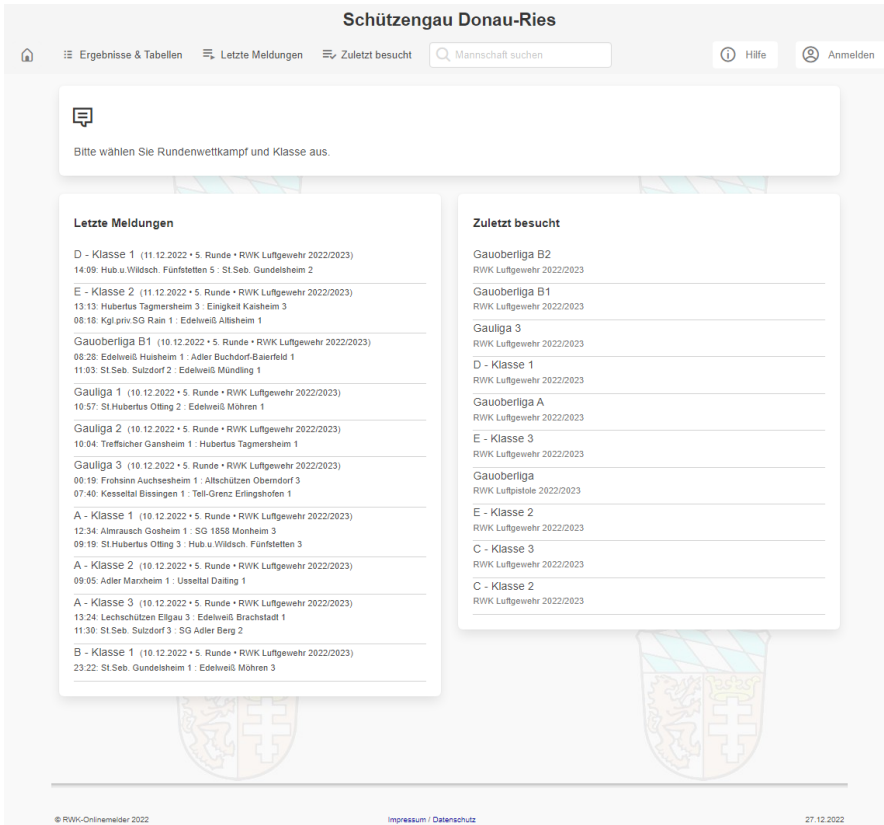 Schützengau Donau-Ries
Ergebnisse & Tabellen
Letzte Meldungen
Zuletzt besucht
Mannschaft suchen
Hilfe
Anmelden
Bitte wählen Sie Rundenwettkampf und Klasse aus.
Letzte Meldungen
D - Klasse 1 (11.12.2022 • 5. Runde • RWK Luftgewehr 2022/2023)
14:09: Hub.u.Wildsch. Fünfstetten 5 : St.Seb. Gundelsheim 2
E - Klasse 2 (11.12.2022 • 5. Runde • RWK Luftgewehr 2022/2023)
13:13: Hubertus Tagmersheim 3 : Einigkeit Kaisheim 3
08:18: Kgl.priv.SG Rain 1 : Edelweiß Altisheim 1
Gauoberliga B1 (10.12.2022 • 5. Runde • RWK Luftgewehr 2022/2023)
08:28: Edelweiß Huisheim 1 : Adler Buchdorf-Baierfeld 1
11:03: St.Seb. Sulzdorf 2 : Edelweiß Mündling 1
Gauliga 1 (10.12.2022 • 5. Runde • RWK Luftgewehr 2022/2023)
10:57: St.Hubertus Otting 2 : Edelweiß Möhren 1
Gauliga 2 (10.12.2022 • 5. Runde • RWK Luftgewehr 2022/2023)
10:04: Treffsicher Gansheim 1 : Hubertus Tagmersheim 1
Gauliga 3 (10.12.2022 • 5. Runde • RWK Luftgewehr 2022/2023)
00:19: Frohsinn Auchsesheim 1 : Altschützen Oberndorf 3
07:40: Kesseltal Bissingen 1 : Tell-Grenz Erlingshofen 1
A - Klasse 1 (10.12.2022 • 5. Runde • RWK Luftgewehr 2022/2023)
12:34: Almrausch Gosheim 1 : SG 1858 Monheim 3
09:19: St.Hubertus Otting 3 : Hub.u.Wildsch. Fünfstetten 3
A - Klasse 2 (10.12.2022 • 5. Runde • RWK Luftgewehr 2022/2023)
09:05: Adler Marxheim 1 : Usseltal Daiting 1
A - Klasse 3 (10.12.2022 • 5. Runde • RWK Luftgewehr 2022/2023)
13:24: Lechschützen Ellgau 3 : Edelweiß Brachstadt 1
11:30: St.Seb. Sulzdorf 3 : SG Adler Berg 2
B - Klasse 1 (10.12.2022 • 5. Runde • RWK Luftgewehr 2022/2023)
23:22: St.Seb. Gundelsheim 1 : Edelweiß Möhren 3
Zuletzt besucht
Gauoberliga B2
RWK Luftgewehr 2022/2023
Gauoberliga B1
RWK Luftgewehr 2022/2023
Gauliga 3
RWK Luftgewehr 2022/2023
D - Klasse 1
RWK Luftgewehr 2022/2023
Gauoberliga A
RWK Luftgewehr 2022/2023
E - Klasse 3
RWK Luftgewehr 2022/2023
Gauoberliga
RWK Luftpistole 2022/2023
E - Klasse 2
RWK Luftgewehr 2022/2023
C - Klasse 3
RWK Luftgewehr 2022/2023
C - Klasse 2
RWK Luftgewehr 2022/2023
© RWK-Onlinemelder 2022
Impressum / Datenschutz
27.12.2022